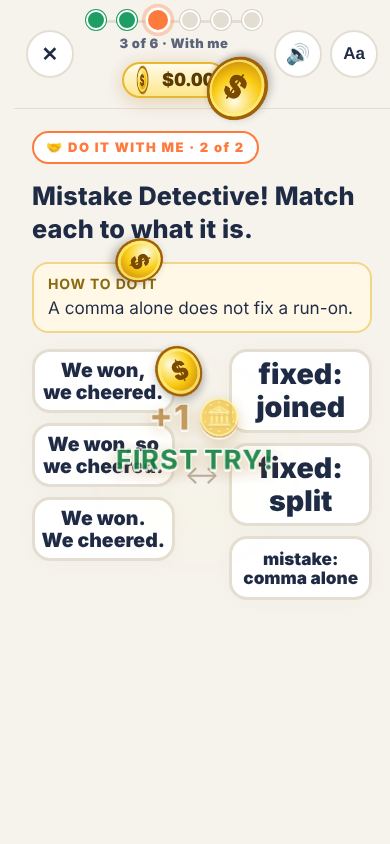 3 of 6 · With me
$0.00
Aa
DO IT WITH ME · 2 of 2
Mistake Detective! Match
each to what it is.
HOW TO DO IT
A comma alone does not fix a run-on.
We won,
we cheered.
fixed:
joined
+1
We won, so
we cheered.
FIRST TRY!
fixed:
split
We won.
We cheered.
mistake:
comma alone